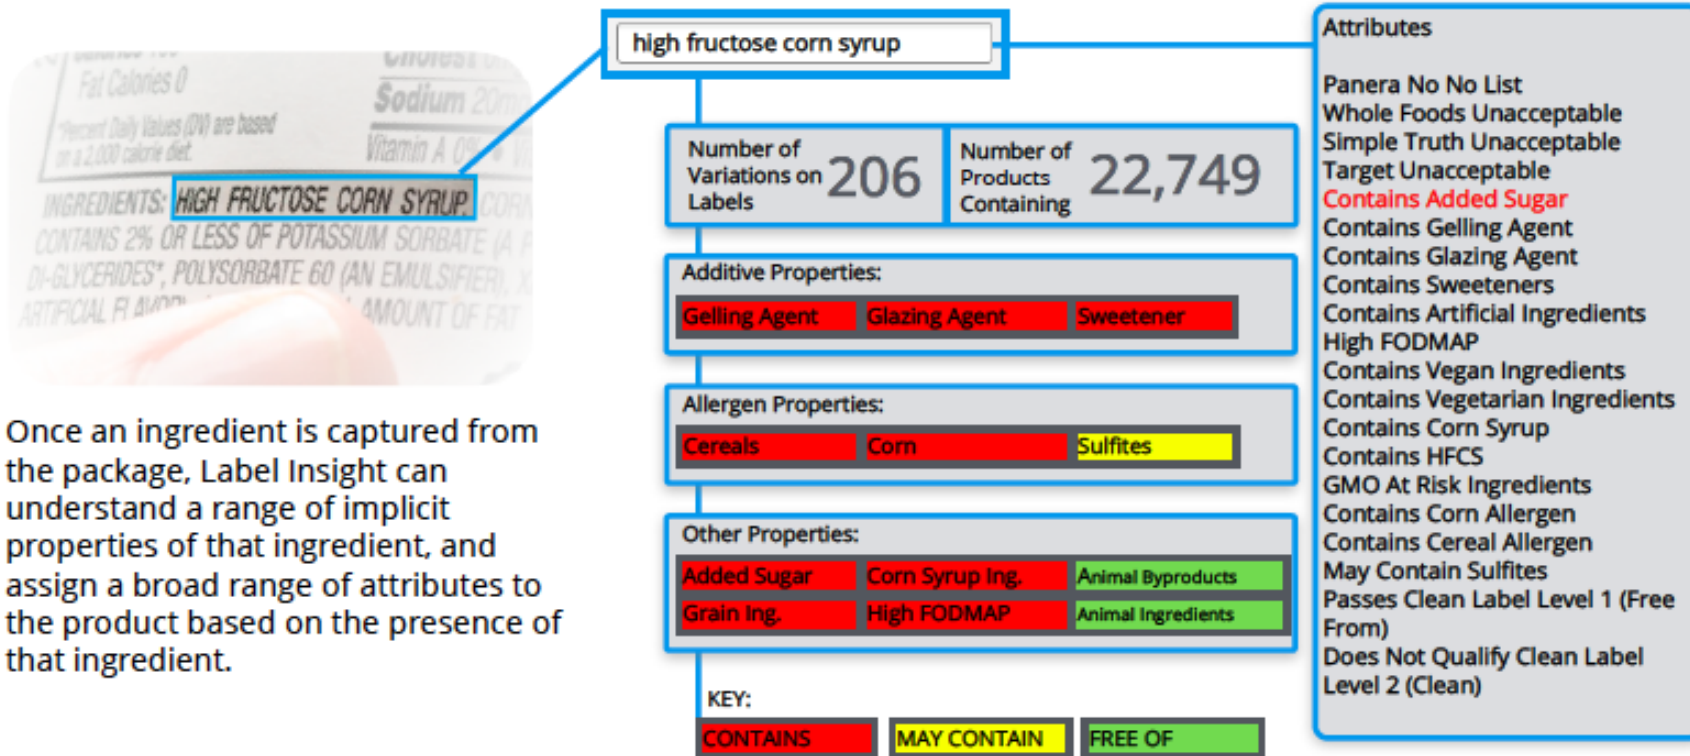 Fat Calories 0
*Percent Daily Values (DV) are based
on a 2,000 calorie diet.
Sodium 20
Vitamin A 0%
INGREDIENTS: HIGH FRUCTOSE CORN SYRUP, CORN
CONTAINS 2% OR LESS OF POTASSIUM SORBATE (A
DI-GLYCERIDES*, POLYSORBATE 60 (AN EMULSIFIER),
ARTIFICIAL
AMOUNT OF FAT
Once an ingredient is captured from
the package, Label Insight can
understand a range of implicit
properties of that ingredient, and
assign a broad range of attributes to
the product based on the presence of
that ingredient.
high fructose corn syrup
Number of
Variations on
Labels
206
Number of
Products
Containing
22,749
Additive Properties:
Gelling Agent Glazing Agent Sweetener
Allergen Properties:
Cereals Corn Sulfites
Other Properties:
Added Sugar Corn Syrup Ing. Animal Byproducts
Grain Ing. High FODMAP Animal Ingredients
KEY:
CONTAINS MAY CONTAIN FREE OF
Attributes
Panera No No List
Whole Foods Unacceptable
Simple Truth Unacceptable
Target Unacceptable
Contains Added Sugar
Contains Gelling Agent
Contains Glazing Agent
Contains Sweeteners
Contains Artificial Ingredients
High FODMAP
Contains Vegan Ingredients
Contains Vegetarian Ingredients
Contains Corn Syrup
Contains HFCS
GMO At Risk Ingredients
Contains Corn Allergen
Contains Cereal Allergen
May Contain Sulfites
Passes Clean Label Level 1 (Free
From)
Does Not Qualify Clean Label
Level 2 (Clean)